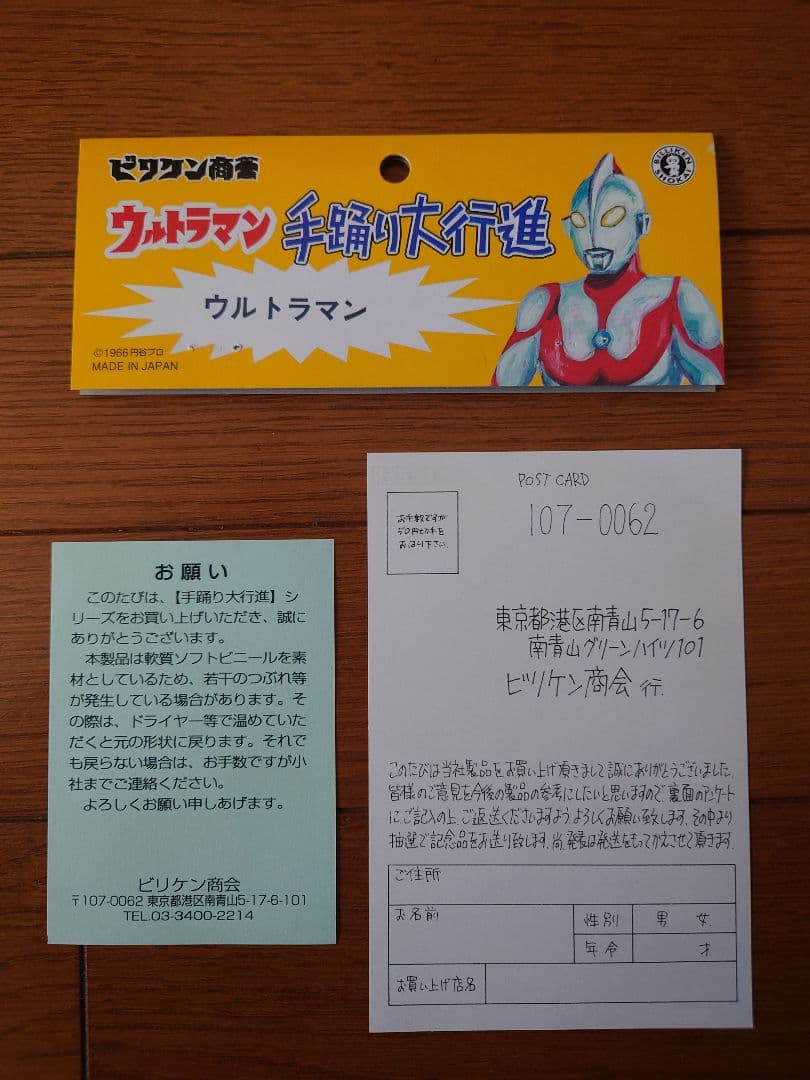 ビリケン商会
BILLIKEN SHOKAI
ウルトラマン 手踊り大行進
ウルトラマン
©1966 円谷プロ
MADE IN JAPAN
お願い
このたびは、【手踊り大行進】シ
リーズをお買い上げいただき、誠に
ありがとうございます。
本製品は軟質ソフトビニールを素
材としているため、若干のつぶれ等
が発生している場合があります。そ
の際は、ドライヤー等で温めていた
だくと元の形状に戻ります。それで
も戻らない場合は、お手数ですが小
社までご連絡ください。
よろしくお願い申しあげます。
ビリケン商会
〒107-0062 東京都港区南青山5-17-6-101
TEL.03-3400-2214
POST CARD
お手数ですが
50円切手を
おはり下さい.
107-0062
東京都港区南青山5-17-6
南青山グリーンハイツ101
ビリケン商会 行.
このたびは当社製品をお買い上げ頂きまして誠にありがとうございました.
皆様のご意見を今後の製品の参考にしたいと思いますので、裏面のアンケート
に、ご記入の上、ご返送くださいますよう、よろしくお願い致します。その中より
抽選で記念品をお送り致します。尚、発表は発送をもってかえさせて頂きます.
ご住所
お名前
性別 男 女
年令 才
お買い上げ店名